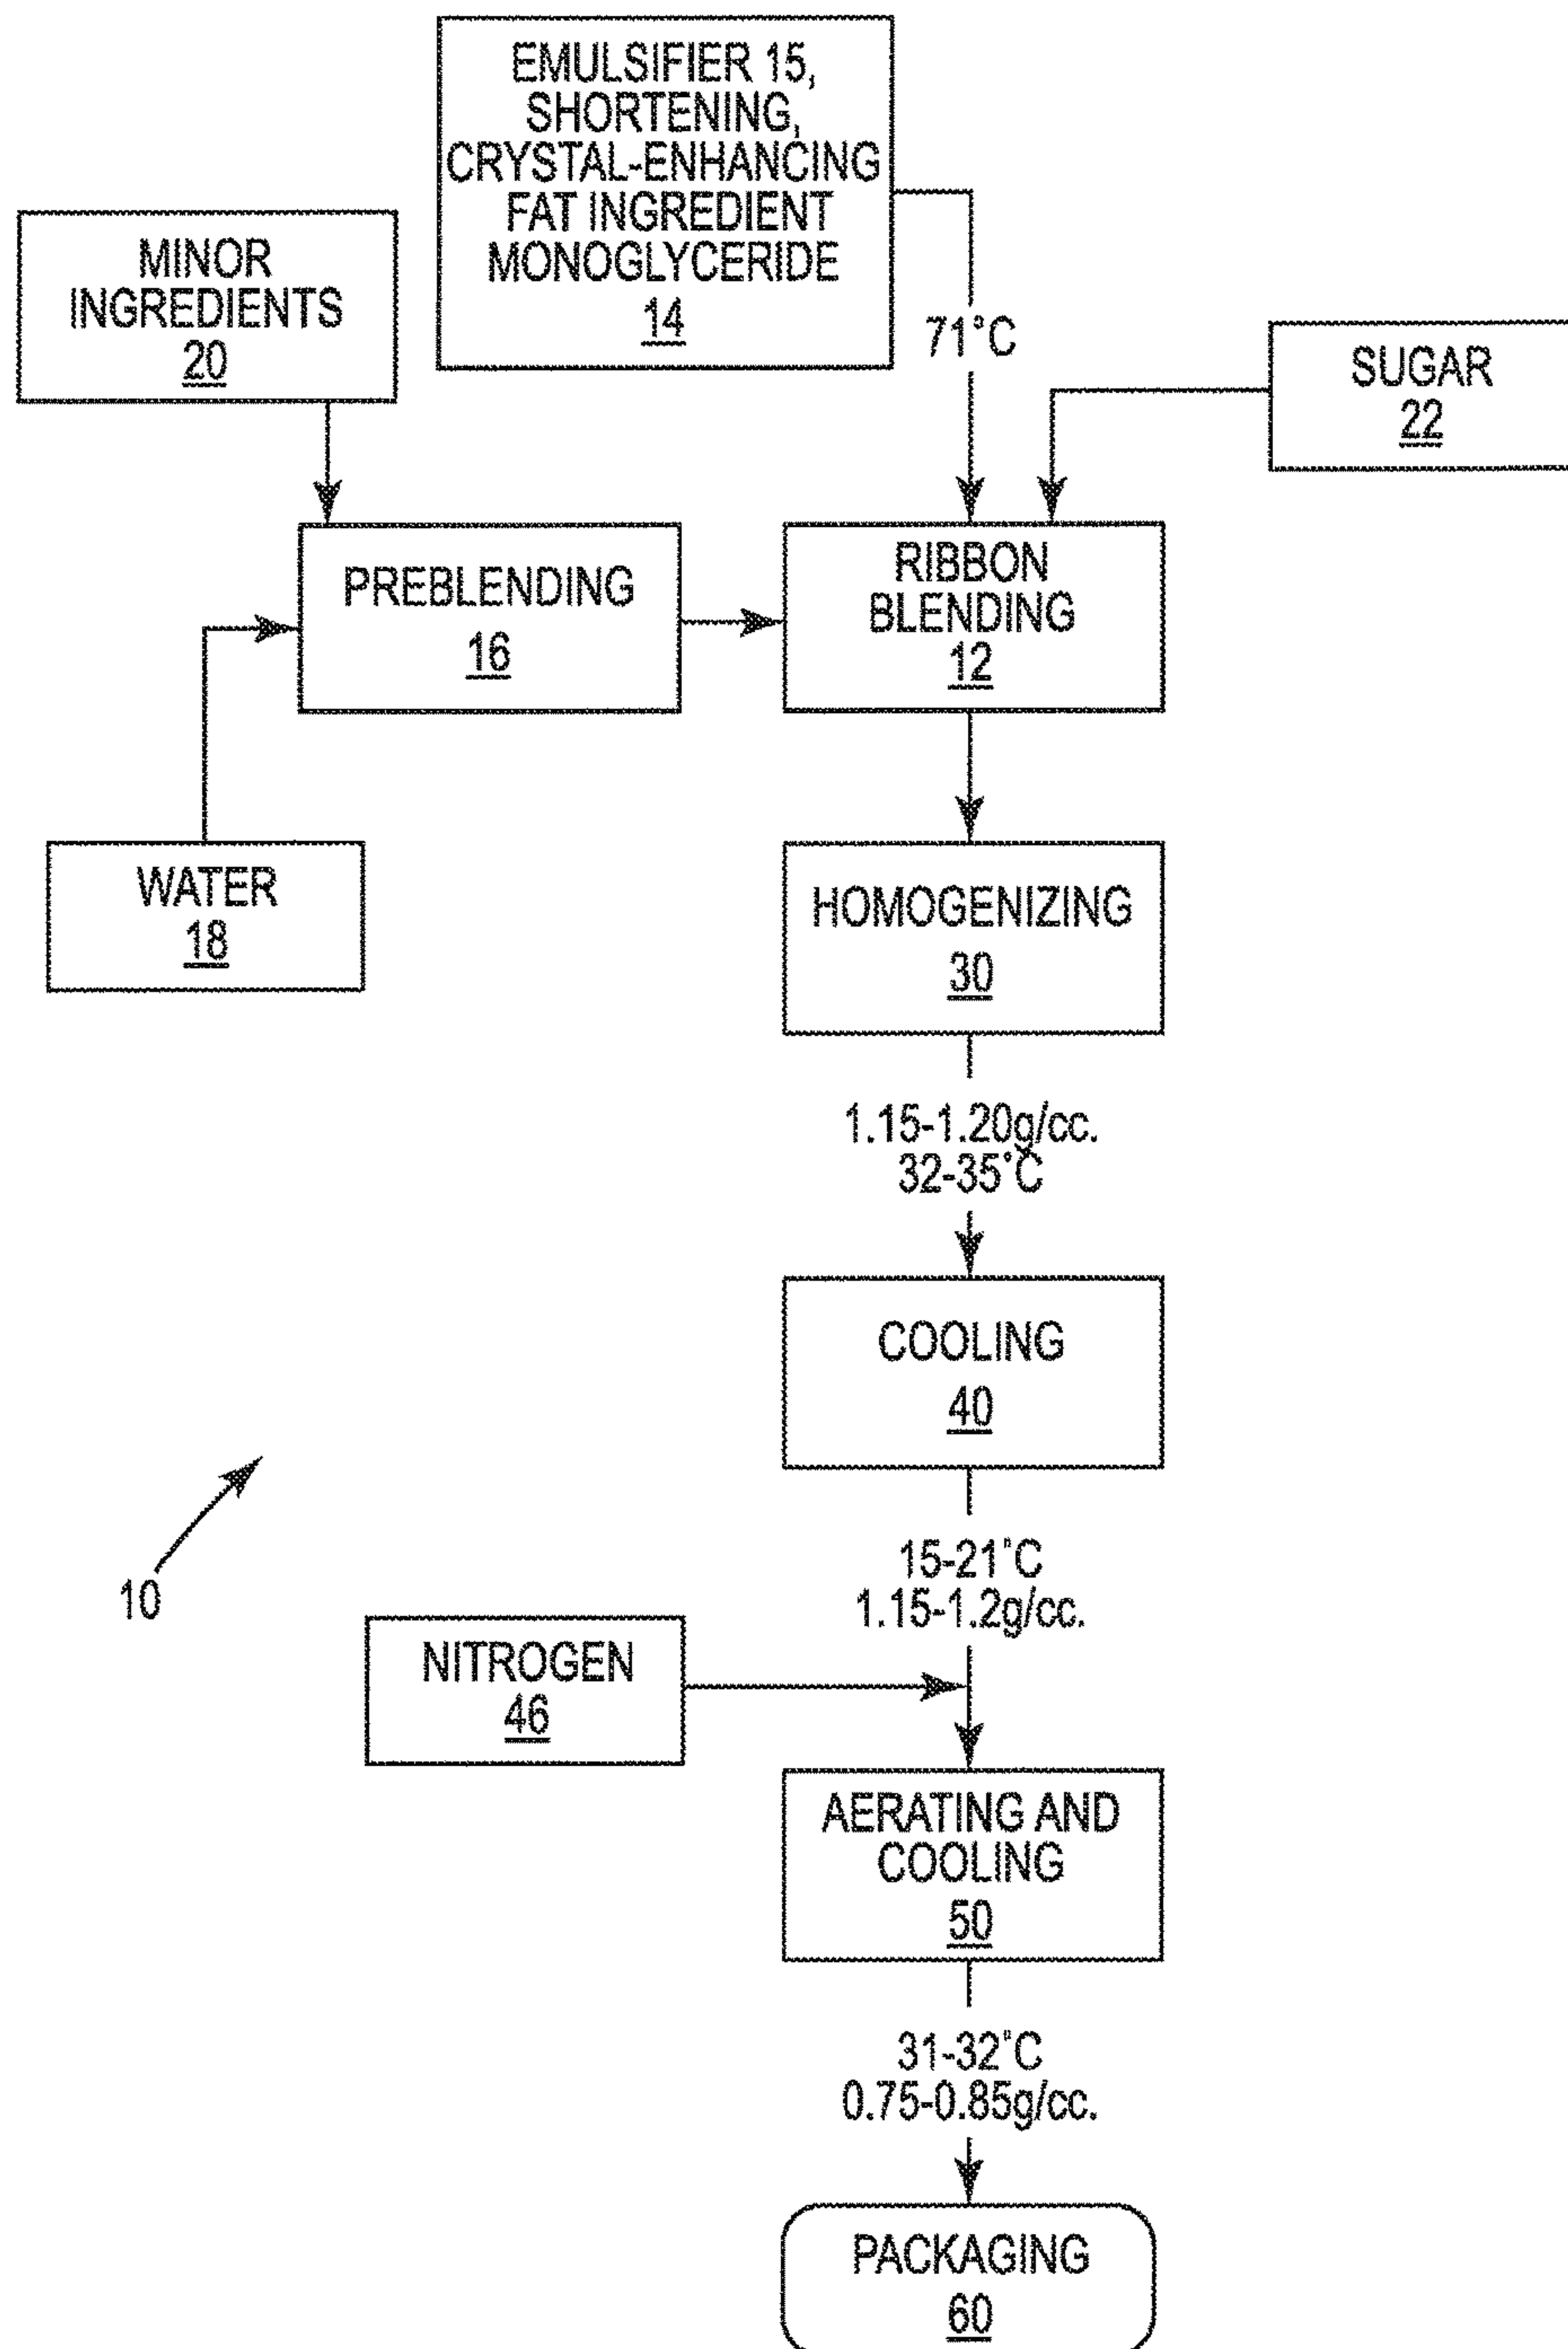 EMULSIFIER 15,
SHORTENING,
CRYSTAL-ENHANCING
FAT INGREDIENT
MONOGLYCERIDE
14
MINOR
INGREDIENTS
20
71°C
SUGAR
22
PREBLENDING
16
RIBBON
BLENDING
12
WATER
18
HOMOGENIZING
30
1.15-1.20g/cc.
32-35°C
COOLING
40
15-21°C
1.15-1.2g/cc.
10
NITROGEN
46
AERATING AND
COOLING
50
31-32°C
0.75-0.85g/cc.
PACKAGING
60